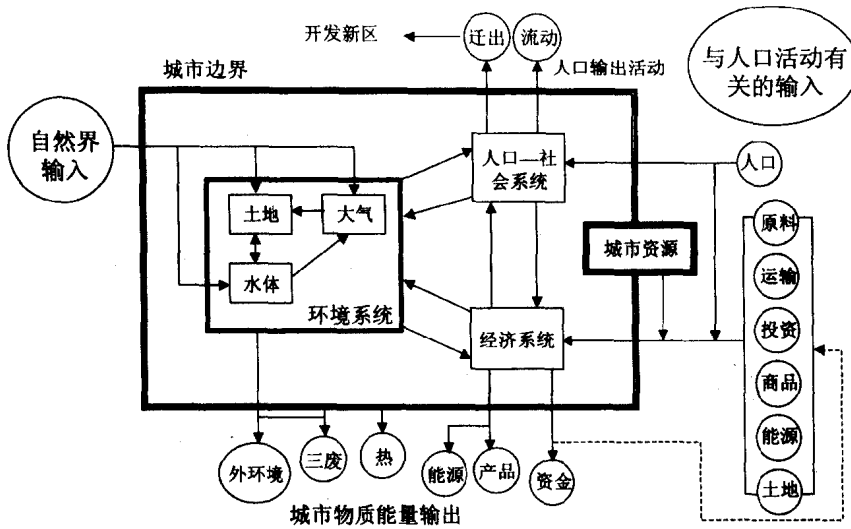 开发新区
迁出
流动
与人口活动有
关的输入
城市边界
人口输出活动
自然界
输入
人口—社
会系统
人口
土地
大气
原料
城市资源
运输
水体
环境系统
经济系统
投资
商品
能源
土地
外环境
三废
热
能源
产品
资金
城市物质能量输出